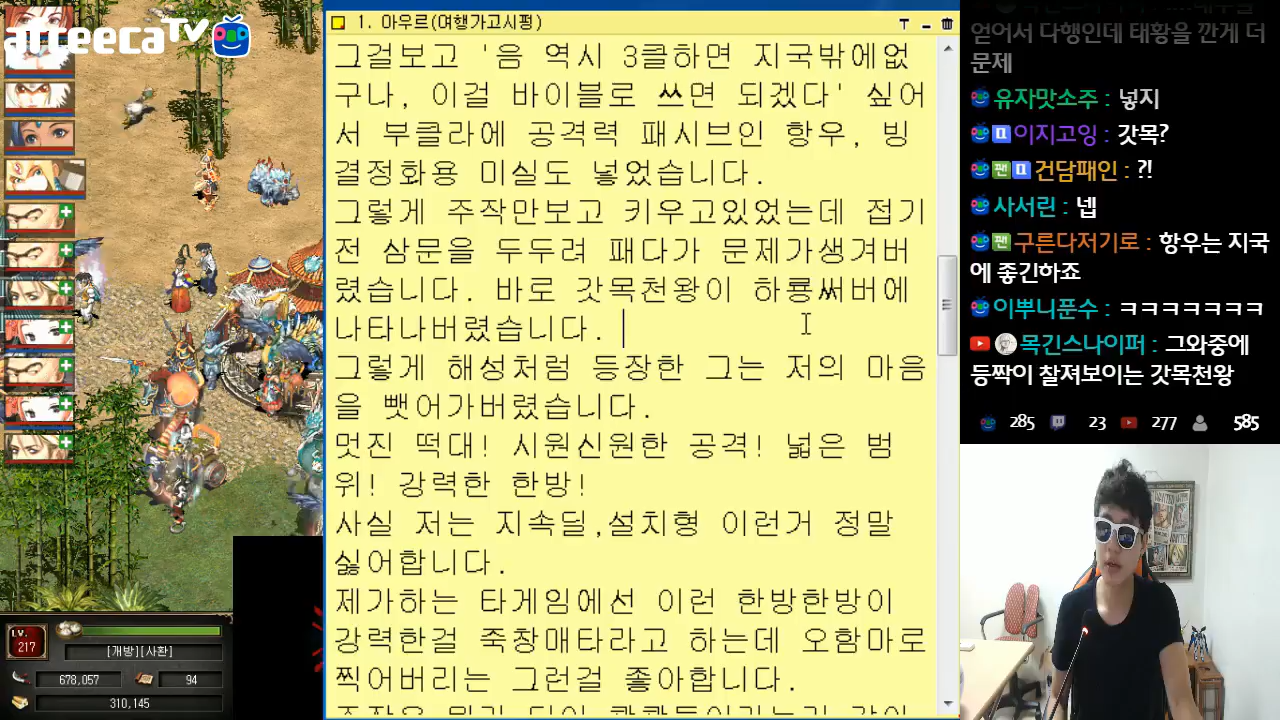 afreecaTV
1. 아우르(여행가고시핑)
그걸보고 '음 역시 3클하면 지국밖에없
구나, 이걸 바이블로 쓰면 되겠다' 싶어
서 부클라에 공격력 패시브인 항우, 빙
결정화용 미실도 넣었습니다.
그렇게 주작만보고 키우고있었는데 접기
전 삼문을 두두려 패다가 문제가생겨버
렸습니다. 바로 갓목천왕이 하룡써버에
나타나버렸습니다.
그렇게 해성처럼 등장한 그는 저의 마음
을 뺏어가버렸습니다.
멋진 떡대! 시원신원한 공격! 넓은 범
위! 강력한 한방!
사실 저는 지속딜,설치형 이런거 정말
싫어합니다.
제가하는 타게임에선 이런 한방한방이
강력한걸 죽창매타라고 하는데 오함마로
찍어버리는 그런걸 좋아합니다.
얻어서 다행인데 태황을 깐게 더
문제
유자맛소주 : 넣지
이지고잉 : 갓목?
팬 건담패인 : ?!
사서린 : 넵
팬 구른다저기로 : 항우는 지국
에 좋긴하죠
이뿌니푼수 : ㅋㅋㅋㅋㅋㅋㅋ
목긴스나이퍼 : 그와중에
등짝이 찰져보이는 갓목천왕
285 23 277 585
LV.
217
[개방][사환]
678,057 94
310,145